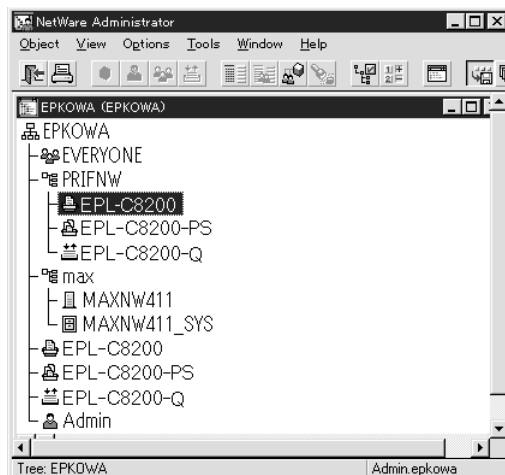 NetWare Administrator
Object View Options Tools Window Help
EPKOWA (EPKOWA)
EPKOWA
EVERYONE
PRIFNW
EPL-C8200
EPL-C8200-PS
EPL-C8200-Q
max
MAXNW411
MAXNW411_SYS
EPL-C8200
EPL-C8200-PS
EPL-C8200-Q
Admin
Tree: EPKOWA Admin.epkowa